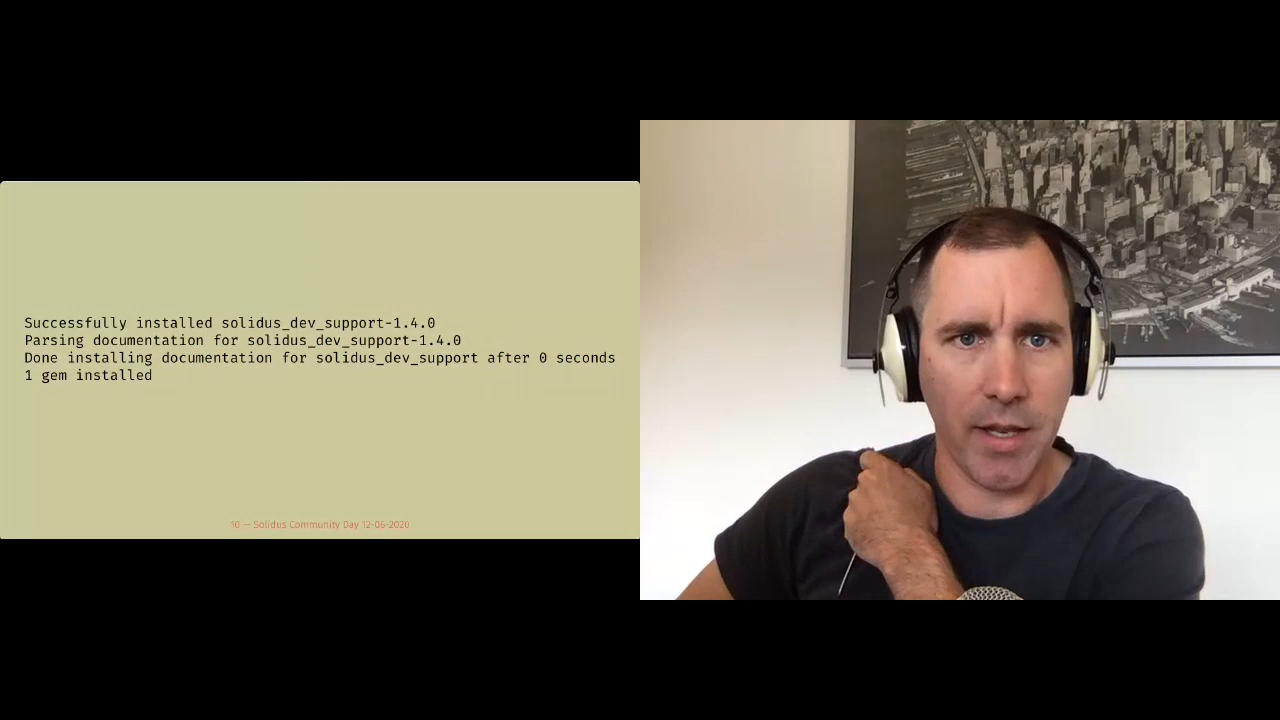 Successfully installed solidus_dev_support-1.4.0
Parsing documentation for solidus_dev_support-1.4.0
Done installing documentation for solidus_dev_support after 0 seconds
1 gem installed
10 — Solidus Community Day 12-06-2020